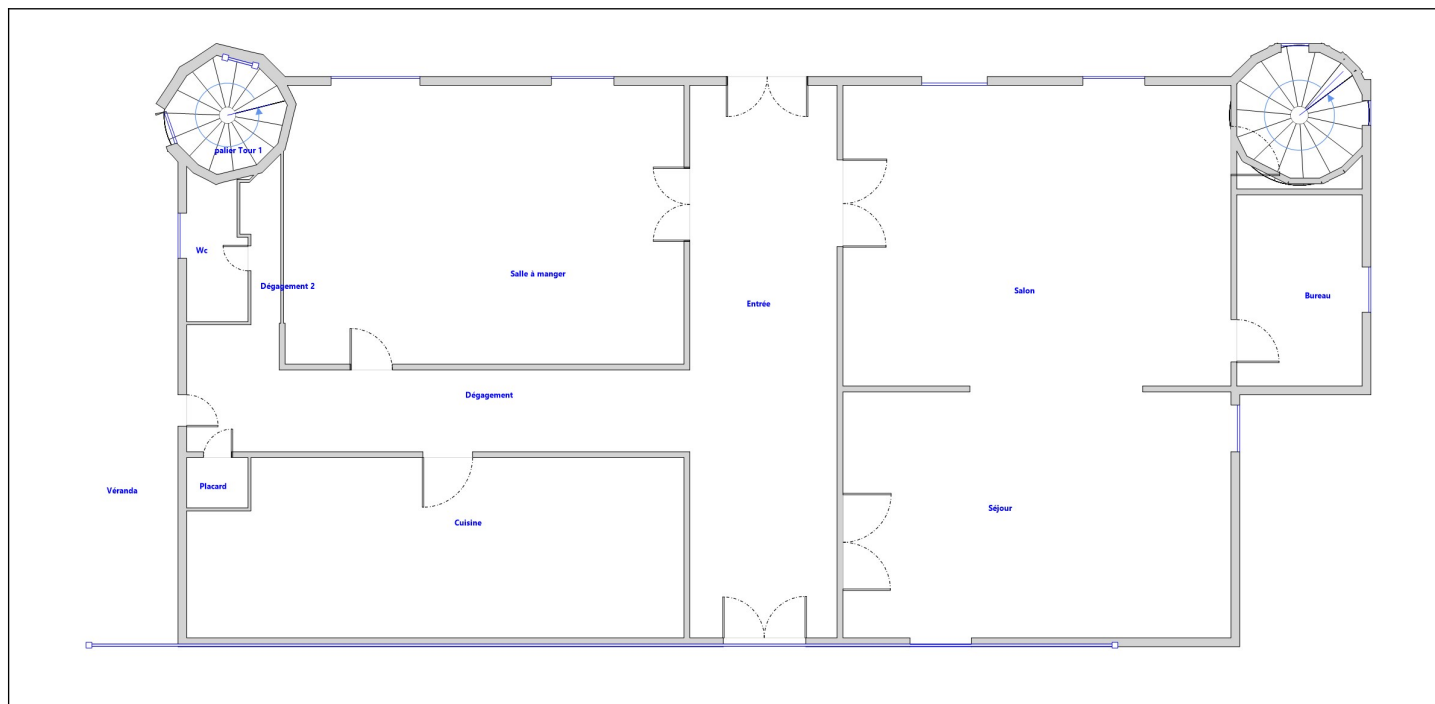 palier Tour 1
Wc
Salle à manger
Dégagement 2
Entrée
Salon
Bureau
Dégagement
Véranda
Placard
Séjour
Cuisine